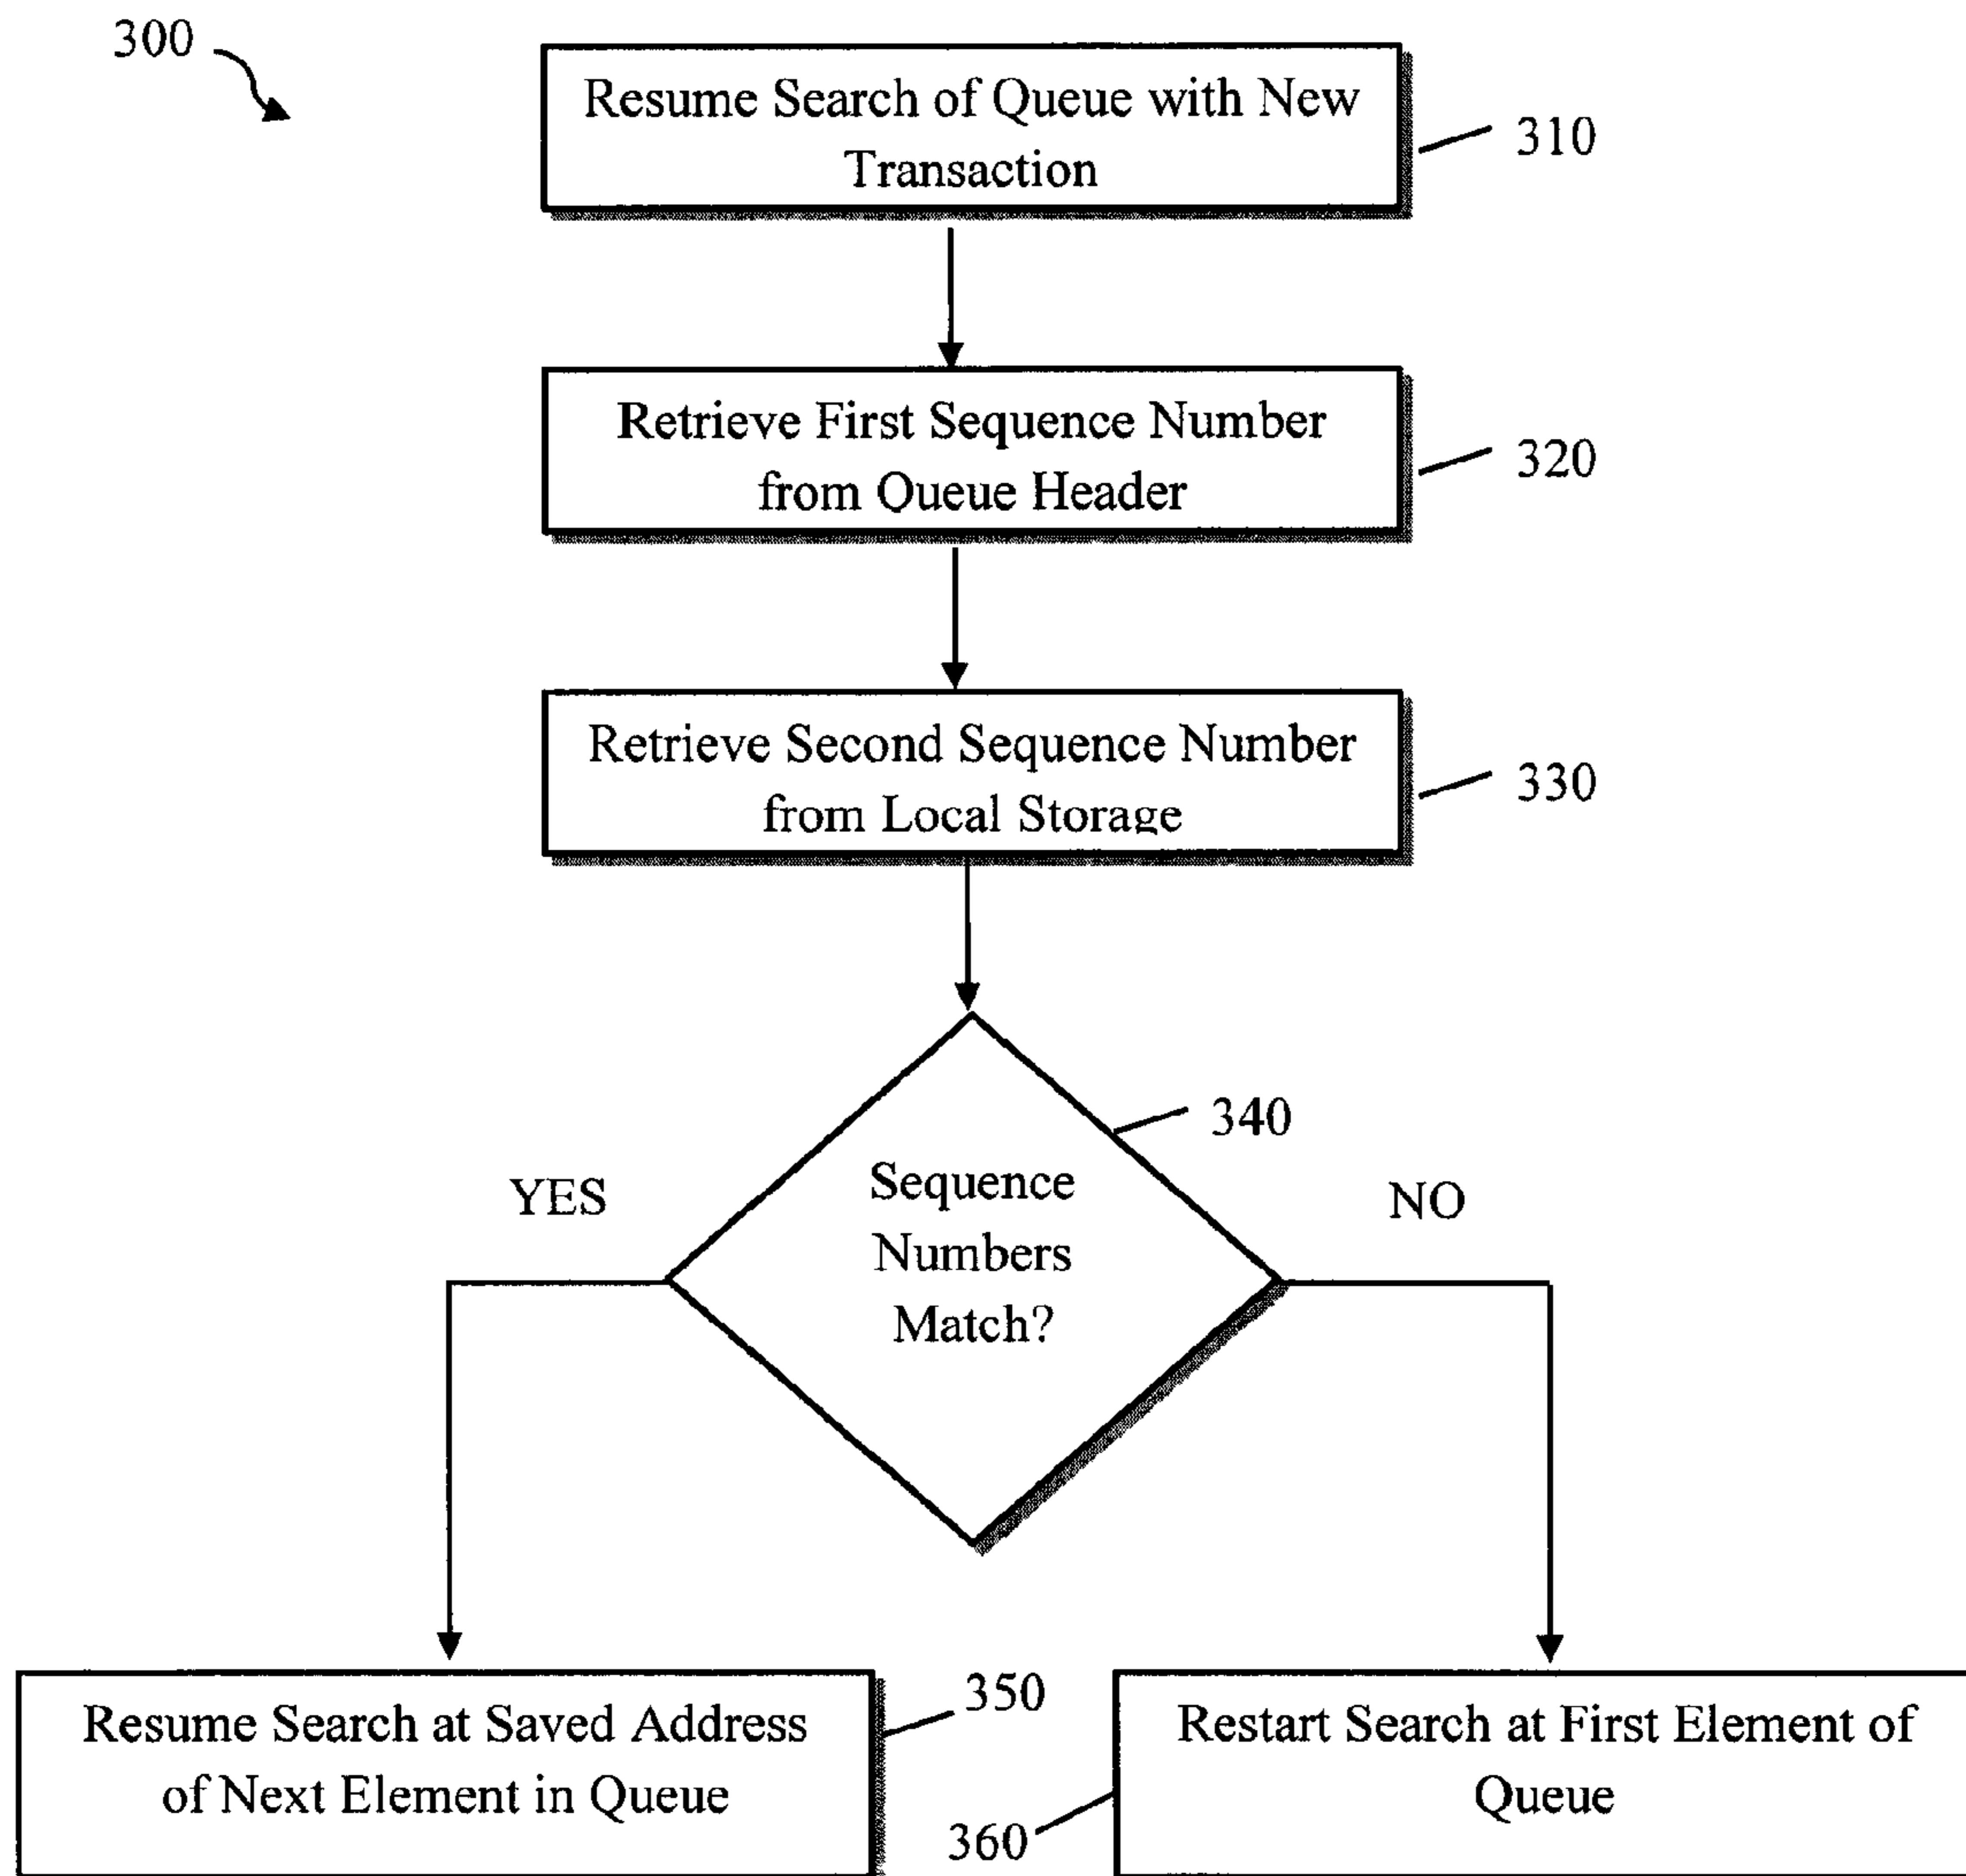 300
Resume Search of Queue with New
Transaction
310
Retrieve First Sequence Number
from Queue Header
320
Retrieve Second Sequence Number
from Local Storage
330
340
YES
Sequence
Numbers
Match?
NO
Resume Search at Saved Address
of Next Element in Queue
350
Restart Search at First Element of
Queue
360